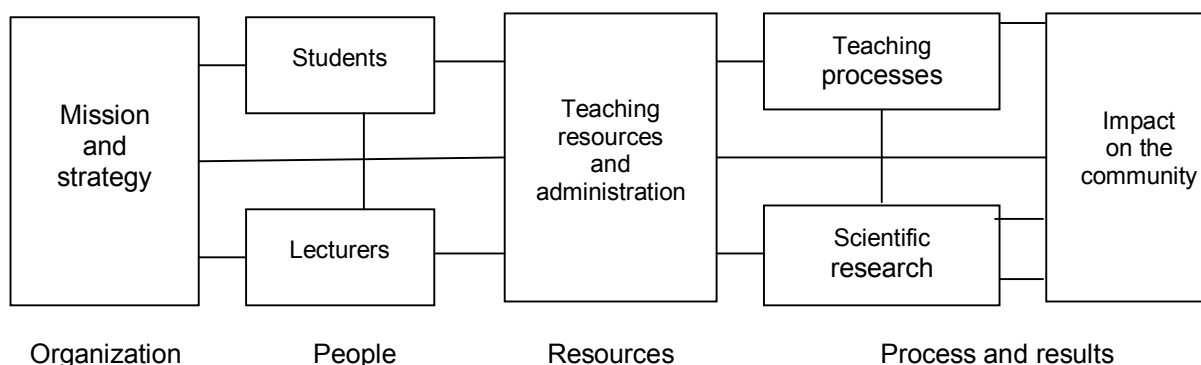 Mission
and
strategy
Students
Lecturers
Teaching
resources
and
administration
Teaching
processes
Scientific
research
Impact
on the
community
Organization
People
Resources
Process and results